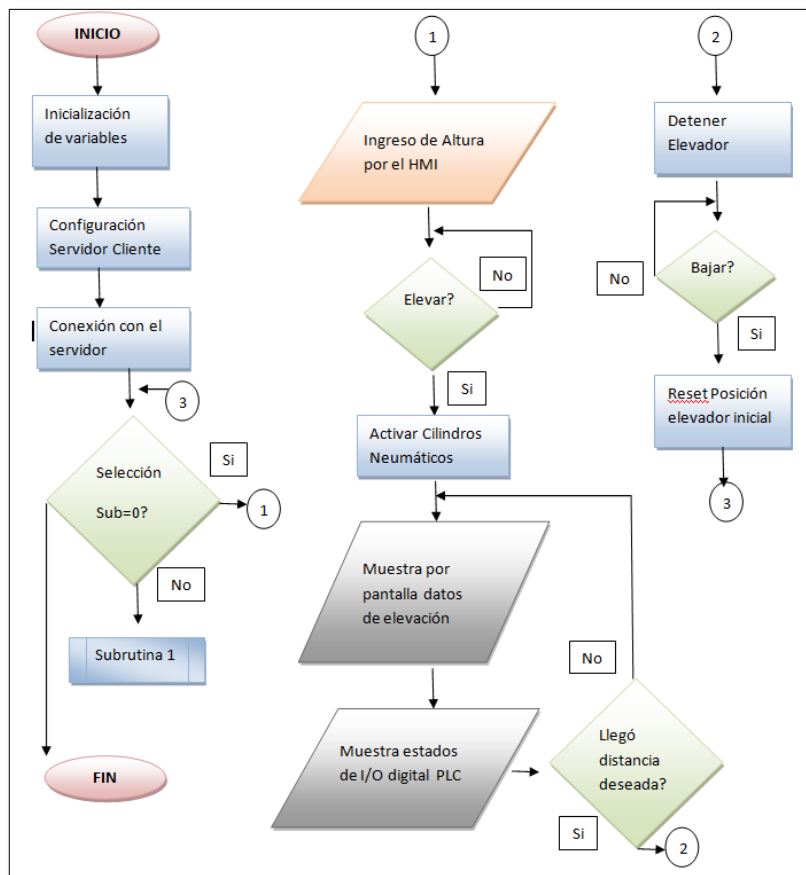 INICIO
Inicialización
de variables
Configuración
Servidor Cliente
Conexión con el
servidor
3
Selección
Sub=0?
Si
1
No
Subrutina 1
FIN
1
Ingreso de Altura
por el HMI
No
Elevar?
Si
Activar Cilindros
Neumáticos
Muestra por
pantalla datos
de elevación
No
Muestra estados
de I/O digital PLC
Llegó
distancia
deseada?
Si
2
2
Detener
Elevador
No
Bajar?
Si
Reset Posición
elevador inicial
3